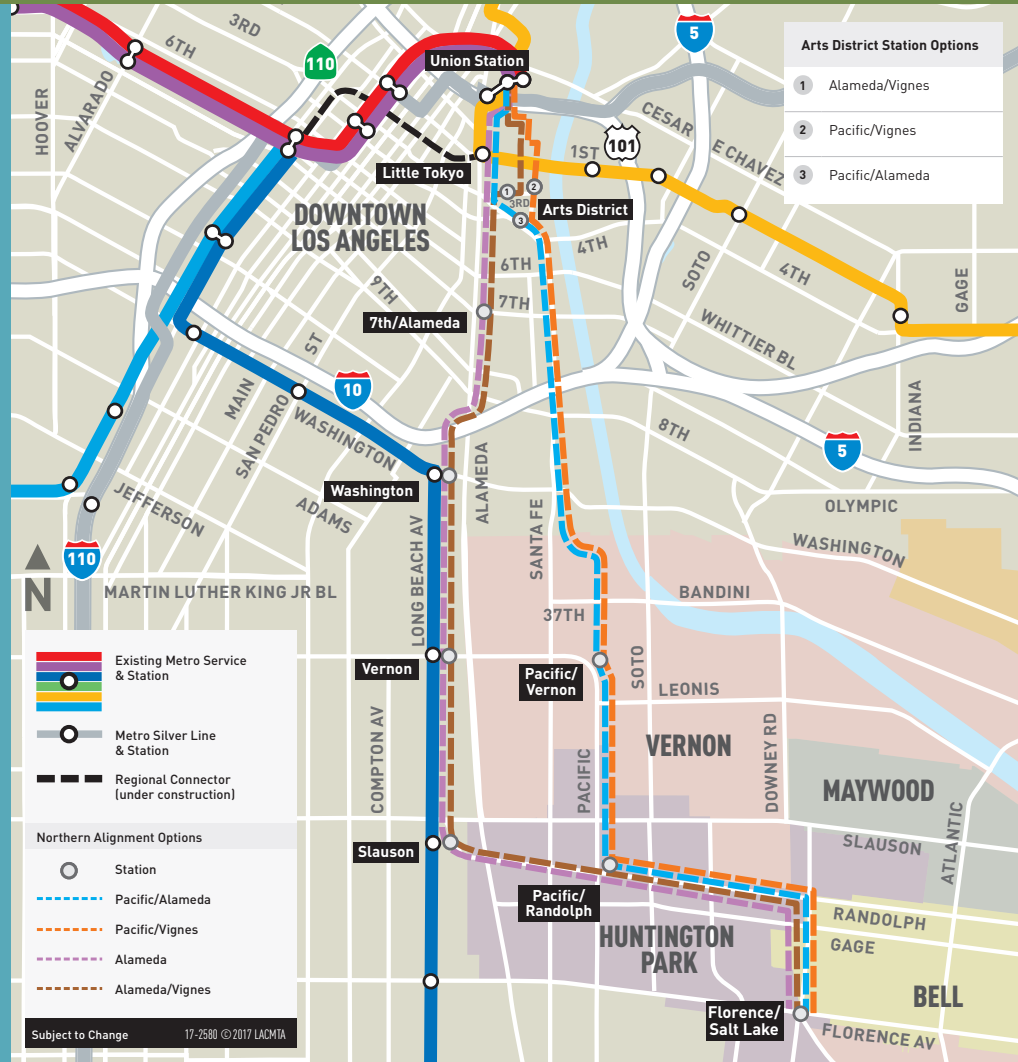 3RD
6TH
110
5
Union Station
Arts District Station Options
1 Alameda/Vignes
2 Pacific/Vignes
3 Pacific/Alameda
HOOVER
ALVARADO
CESAR E CHAVEZ
101
1ST
Little Tokyo
1
2
3RD
3
Arts District
DOWNTOWN
LOS ANGELES
4TH
6TH
SOTO
4TH
GAGE
9TH
7TH
7th/Alameda
WHITTIER BL
ST
10
MAIN
SAN PEDRO
WASHINGTON
INDIANA
8TH
5
ALAMEDA
Washington
JEFFERSON
ADAMS
LONG BEACH AV
SANTA FE
OLYMPIC
WASHINGTON
110
N
MARTIN LUTHER KING JR BL
BANDINI
37TH
Vernon
Pacific/
Vernon
SOTO
LEONIS
VERNON
DOWNEY RD
COMPTON AV
PACIFIC
MAYWOOD
ATLANTIC
SLAUSON
Slauson
Pacific/
Randolph
RANDOLPH
HUNTINGTON
PARK
GAGE
BELL
Florence/
Salt Lake
FLORENCE AV
Existing Metro Service
& Station
Metro Silver Line
& Station
Regional Connector
(under construction)
Northern Alignment Options
Station
Pacific/Alameda
Pacific/Vignes
Alameda
Alameda/Vignes
Subject to Change 17-2580 ©2017 LACMTA